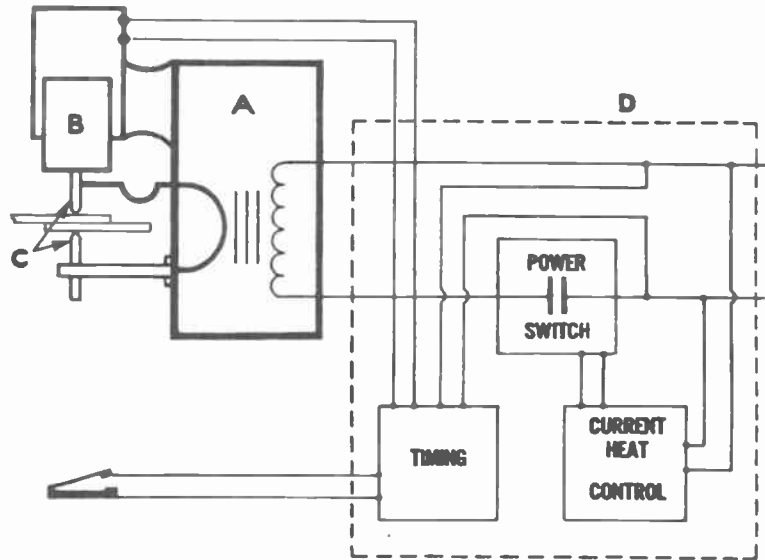 A
B
C
D
POWER
SWITCH
TIMING
CURRENT
HEAT
CONTROL